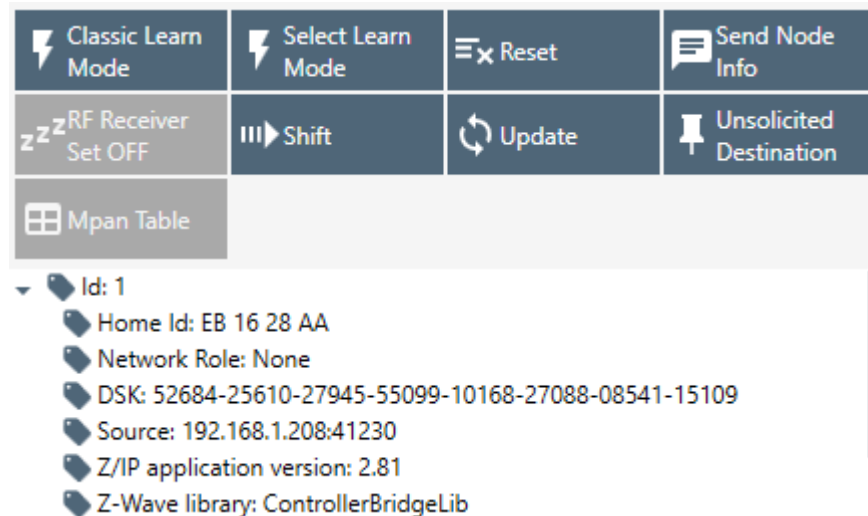 Classic Learn
Mode
Select Learn
Mode
Reset
Send Node
Info
zzZ RF Receiver
Set OFF
Shift
Update
Unsolicited
Destination
Mpan Table
Id: 1
Home Id: EB 16 28 AA
Network Role: None
DSK: 52684-25610-27945-55099-10168-27088-08541-15109
Source: 192.168.1.208:41230
Z/IP application version: 2.81
Z-Wave library: ControllerBridgeLib